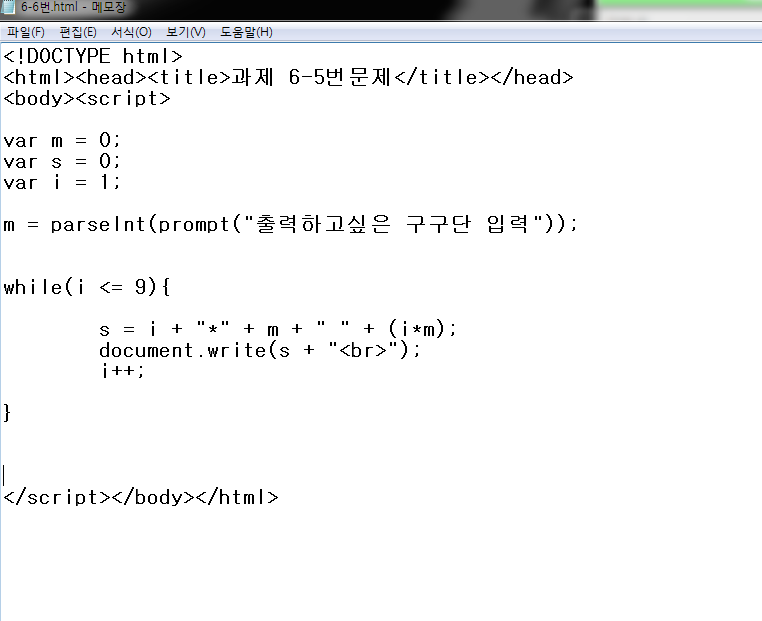 6-6번.html - 메모장
파일(F) 편집(E) 서식(O) 보기(V) 도움말(H)
<!DOCTYPE html>
<html><head><title>과제 6-5번문제</title></head>
<body><script>
var m = 0;
var s = 0;
var i = 1;
m = parseInt(prompt("출력하고싶은 구구단 입력"));
while(i <= 9){
s = i + "*" + m + " " + (i*m);
document.write(s + "<br>");
i++;
}
</script></body></html>